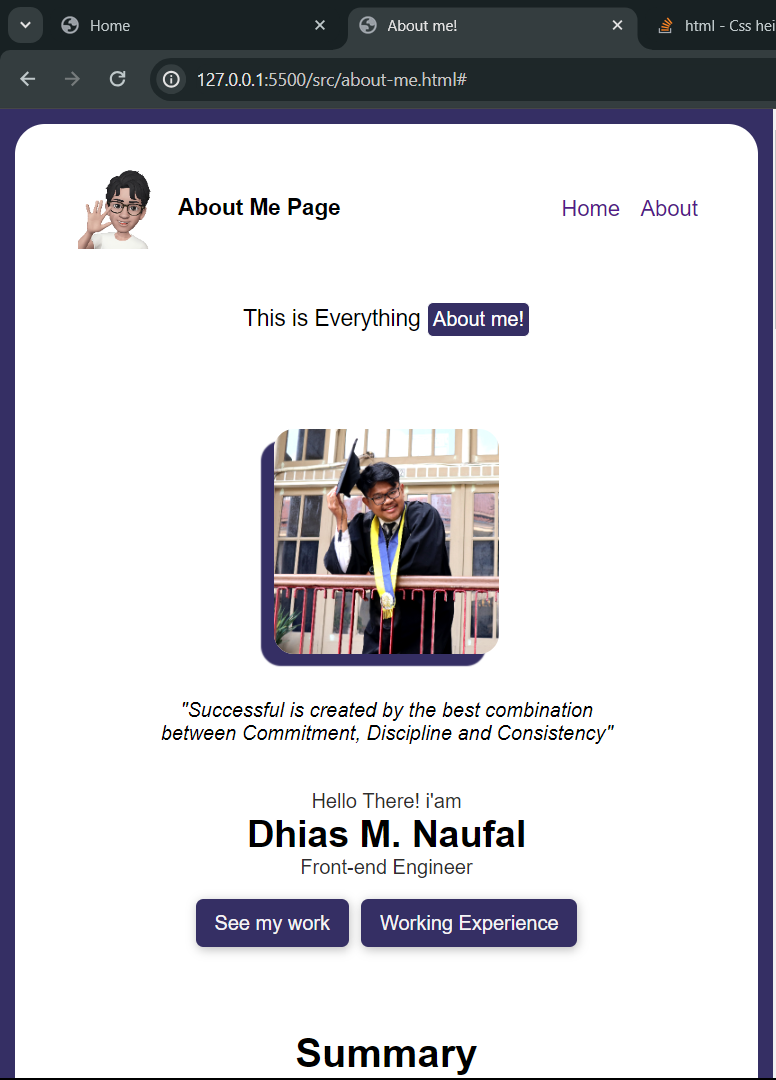 Home
About me!
html - Css hei
127.0.0.1:5500/src/about-me.html#
About Me Page
Home About
This is Everything About me!
"Successful is created by the best combination
between Commitment, Discipline and Consistency"
Hello There! i'am
Dhias M. Naufal
Front-end Engineer
See my work
Working Experience
Summary